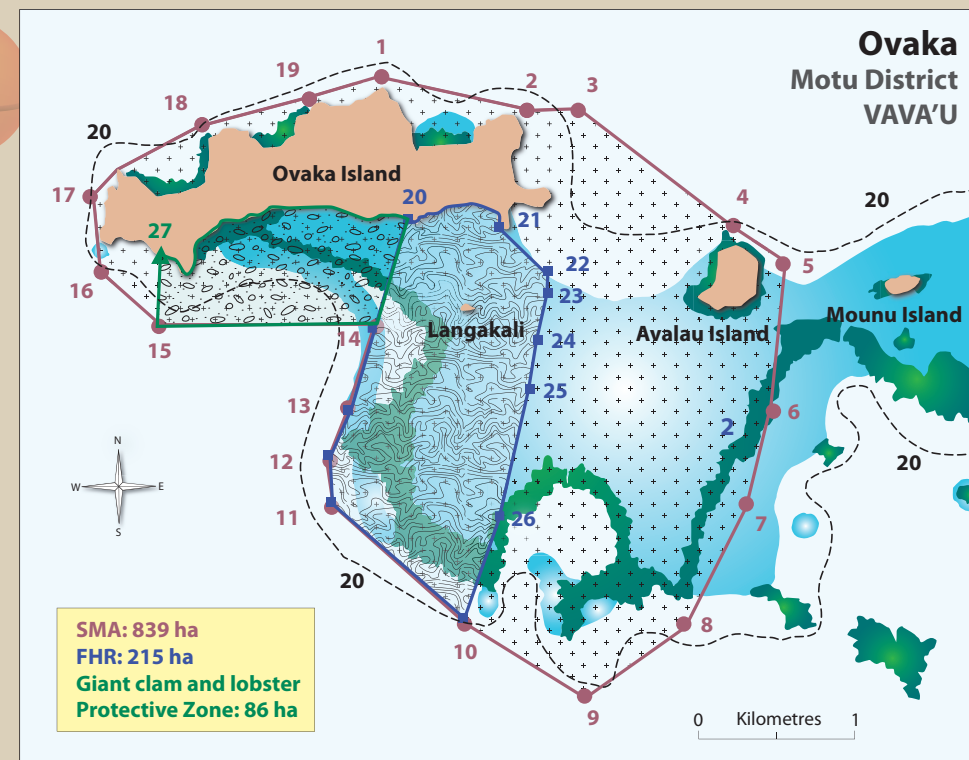 Ovaka
Motu District
VAVA'U
1
2
3
19
18
20
Ovaka Island
17
20
21
4
20
27
5
22
16
23
Mounu Island
Langakali
Avalau Island
14
24
15
25
13
6
2
12
20
N
W E
S
11
26
7
20
SMA: 839 ha
FHR: 215 ha
Giant clam and lobster
Protective Zone: 86 ha
10
8
9
0 Kilometres 1